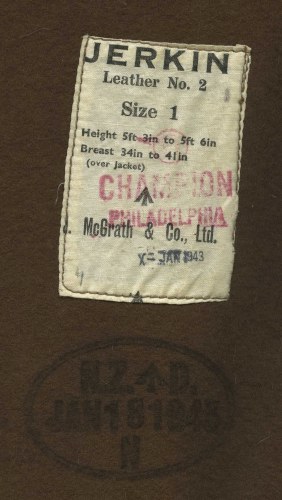 JERKIN
Leather No. 2
Size 1
Height 5ft 3in to 5ft 6in
Breast 34in to 41in
(over Jacket)
CHAMPION
PHILADELPHIA
J. McGrath & Co., Ltd.
X- JAN 1943
N.Z.↑D.
JAN 18 1943
N